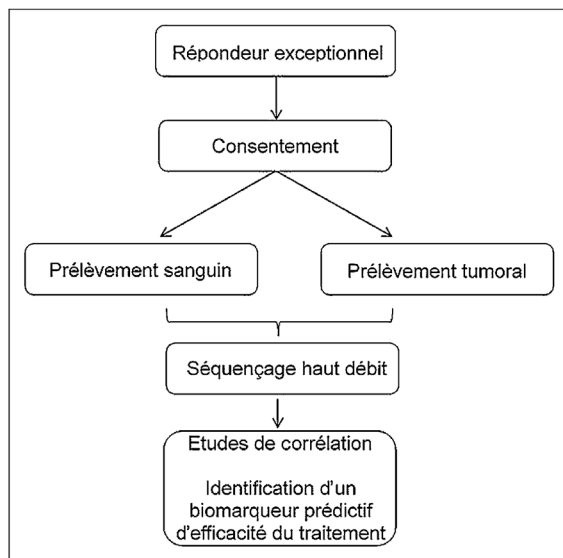 Répondeur exceptionnel
Consentement
Prélèvement sanguin
Prélèvement tumoral
Séquençage haut débit
Etudes de corrélation
Identification d'un
biomarqueur prédictif
d'efficacité du traitement